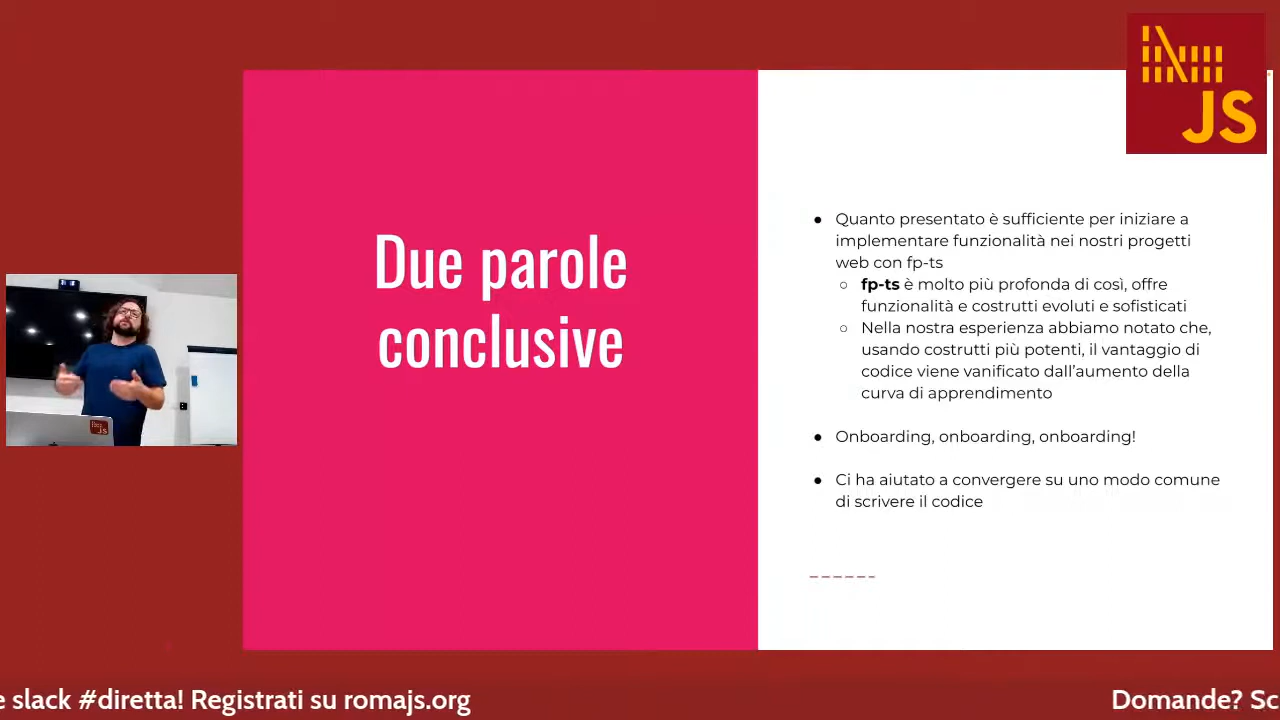 JS
Due parole
conclusive
● Quanto presentato è sufficiente per iniziare a
implementare funzionalità nei nostri progetti
web con fp-ts
○ fp-ts è molto più profonda di così, offre
funzionalità e costrutti evoluti e sofisticati
○ Nella nostra esperienza abbiamo notato che,
usando costrutti più potenti, il vantaggio di
codice viene vanificato dall'aumento della
curva di apprendimento
● Onboarding, onboarding, onboarding!
● Ci ha aiutato a convergere su uno modo comune
di scrivere il codice
JS
e slack #diretta! Registrati su romajs.org
Domande? Sc